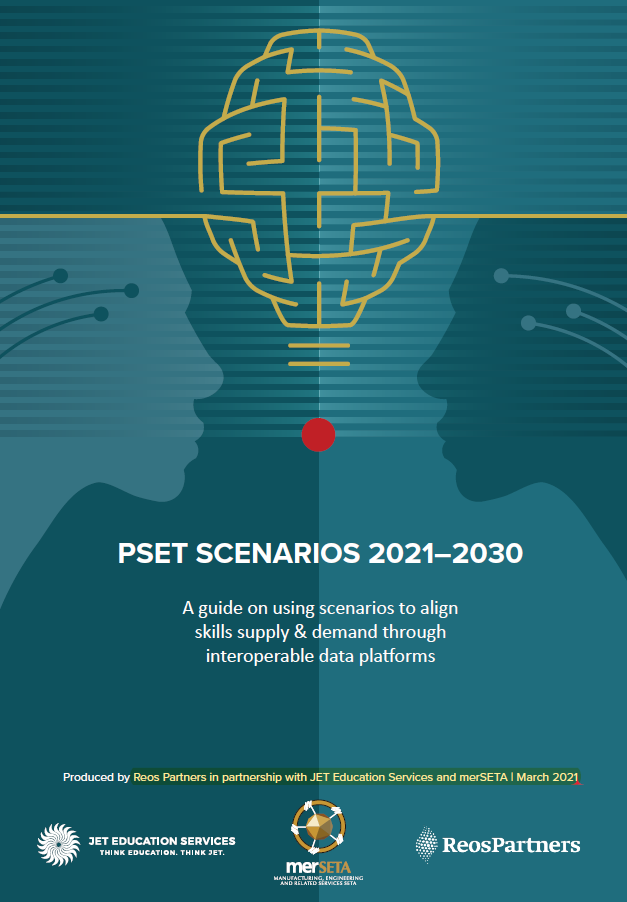 PSET SCENARIOS 2021–2030
A guide on using scenarios to align
skills supply & demand through
interoperable data platforms
Produced by Reos Partners in partnership with JET Education Services and merSETA | March 2021
JET EDUCATION SERVICES
THINK EDUCATION. THINK JET.
merSETA
MANUFACTURING, ENGINEERING
AND RELATED SERVICES SETA
ReosPartners